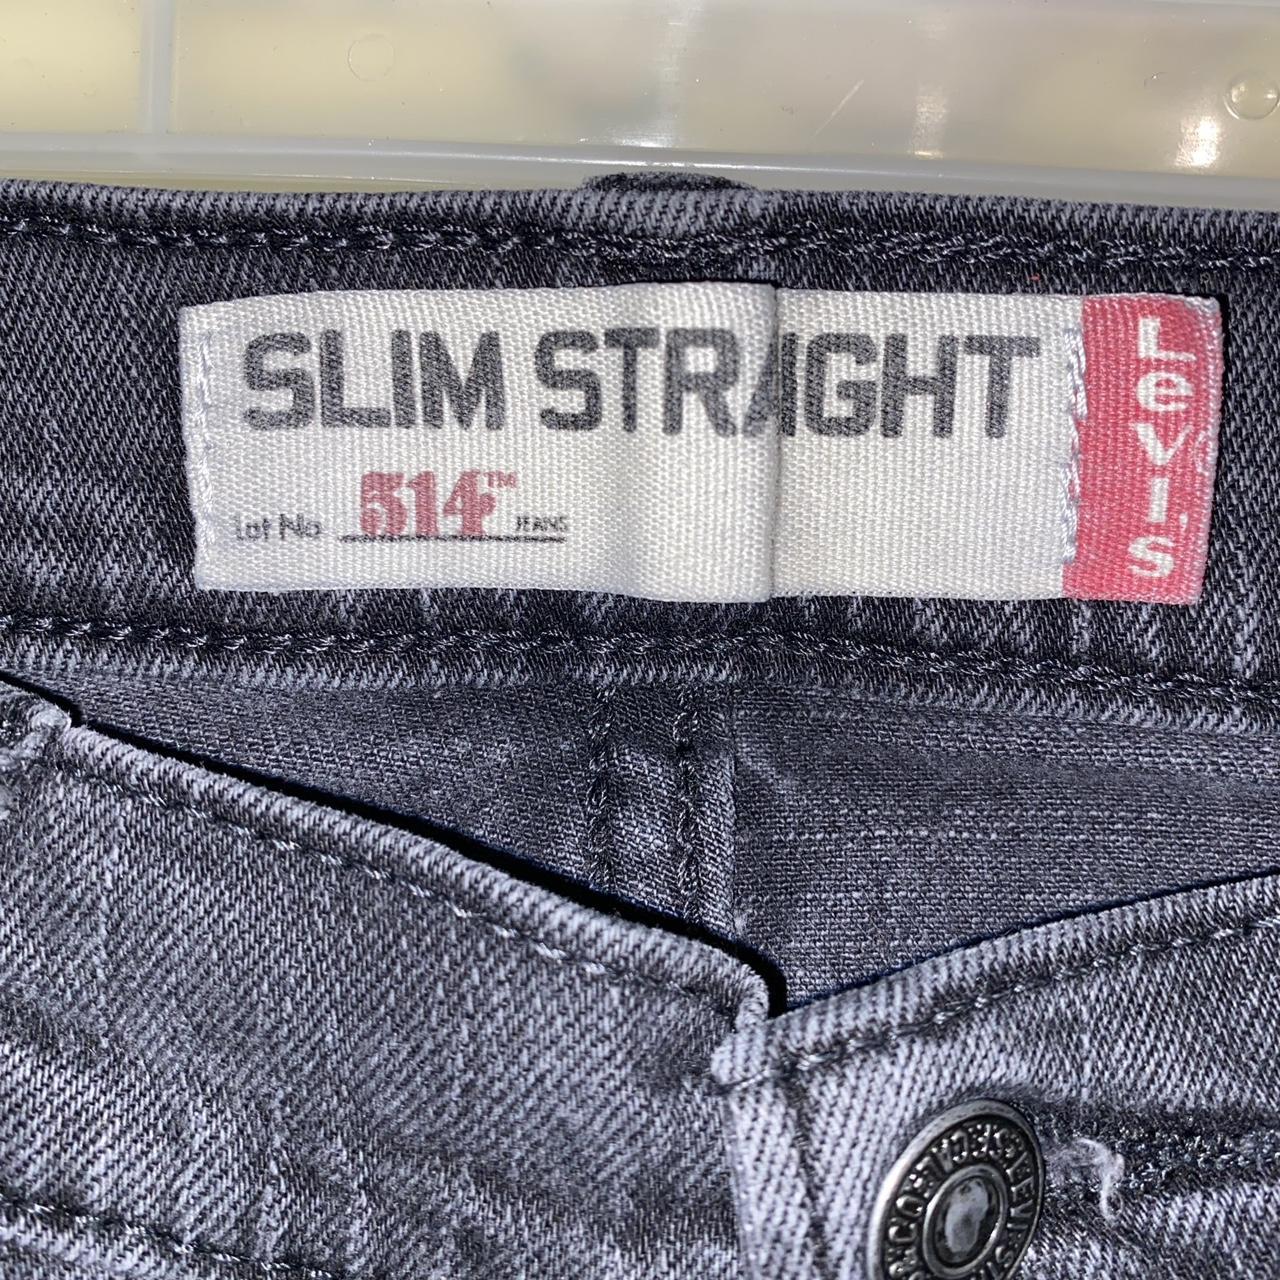 SLIM STRAIGHT
Lot No 514™ JEANS
Levi's